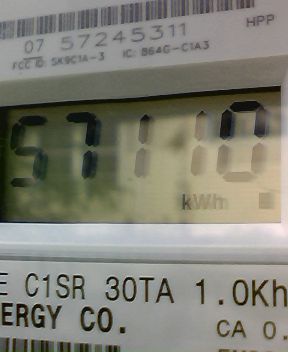 HPP
07 57245311
FCC ID: SK9C1A-3 IC: 864G-C1A3
57110
kWh
E C1SR 30TA 1.0Kh
ERGY CO.
CA 0.